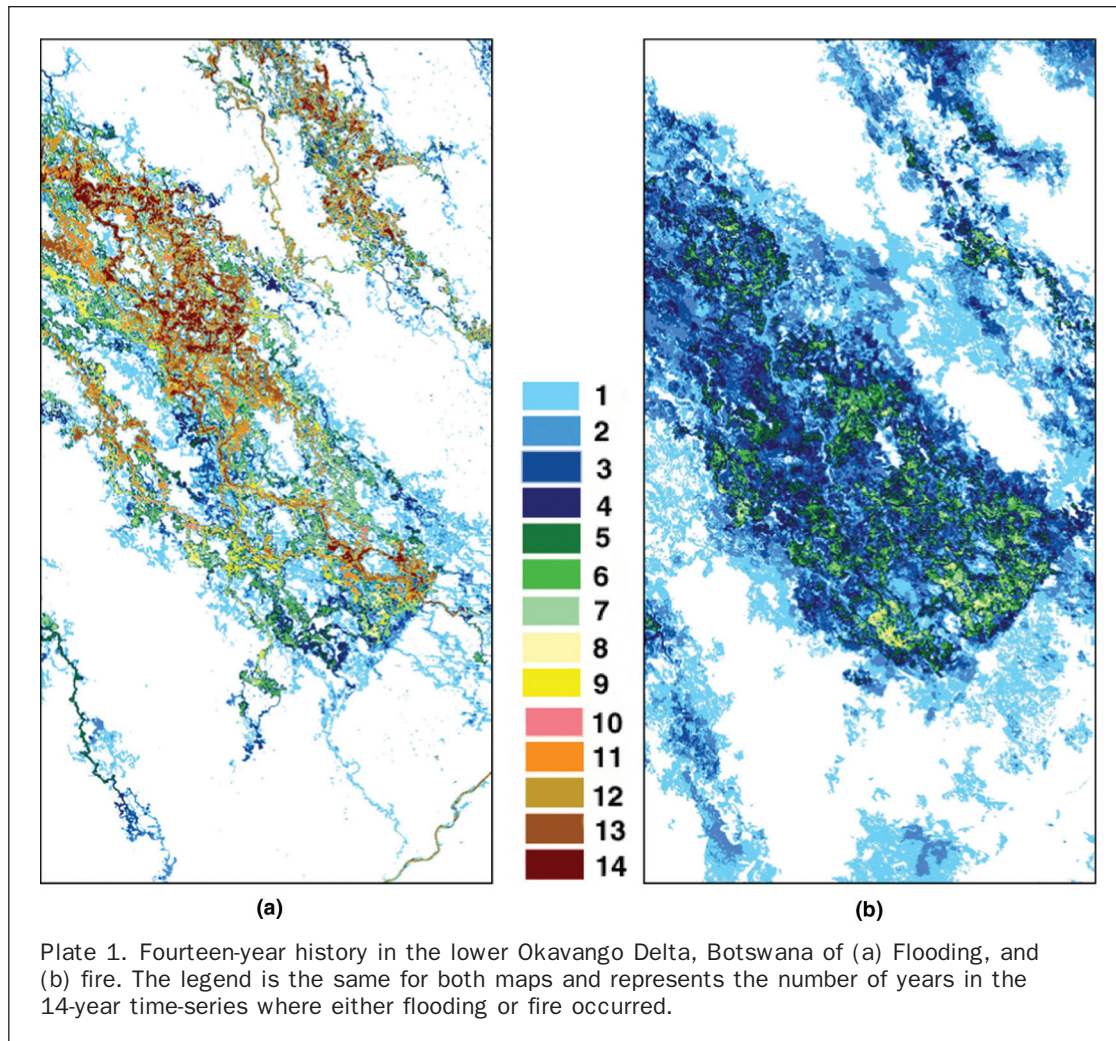 1
2
3
4
5
6
7
8
9
10
11
12
13
14
(a)
(b)
Plate 1. Fourteen-year history in the lower Okavango Delta, Botswana of (a) Flooding, and
(b) fire. The legend is the same for both maps and represents the number of years in the
14-year time-series where either flooding or fire occurred.